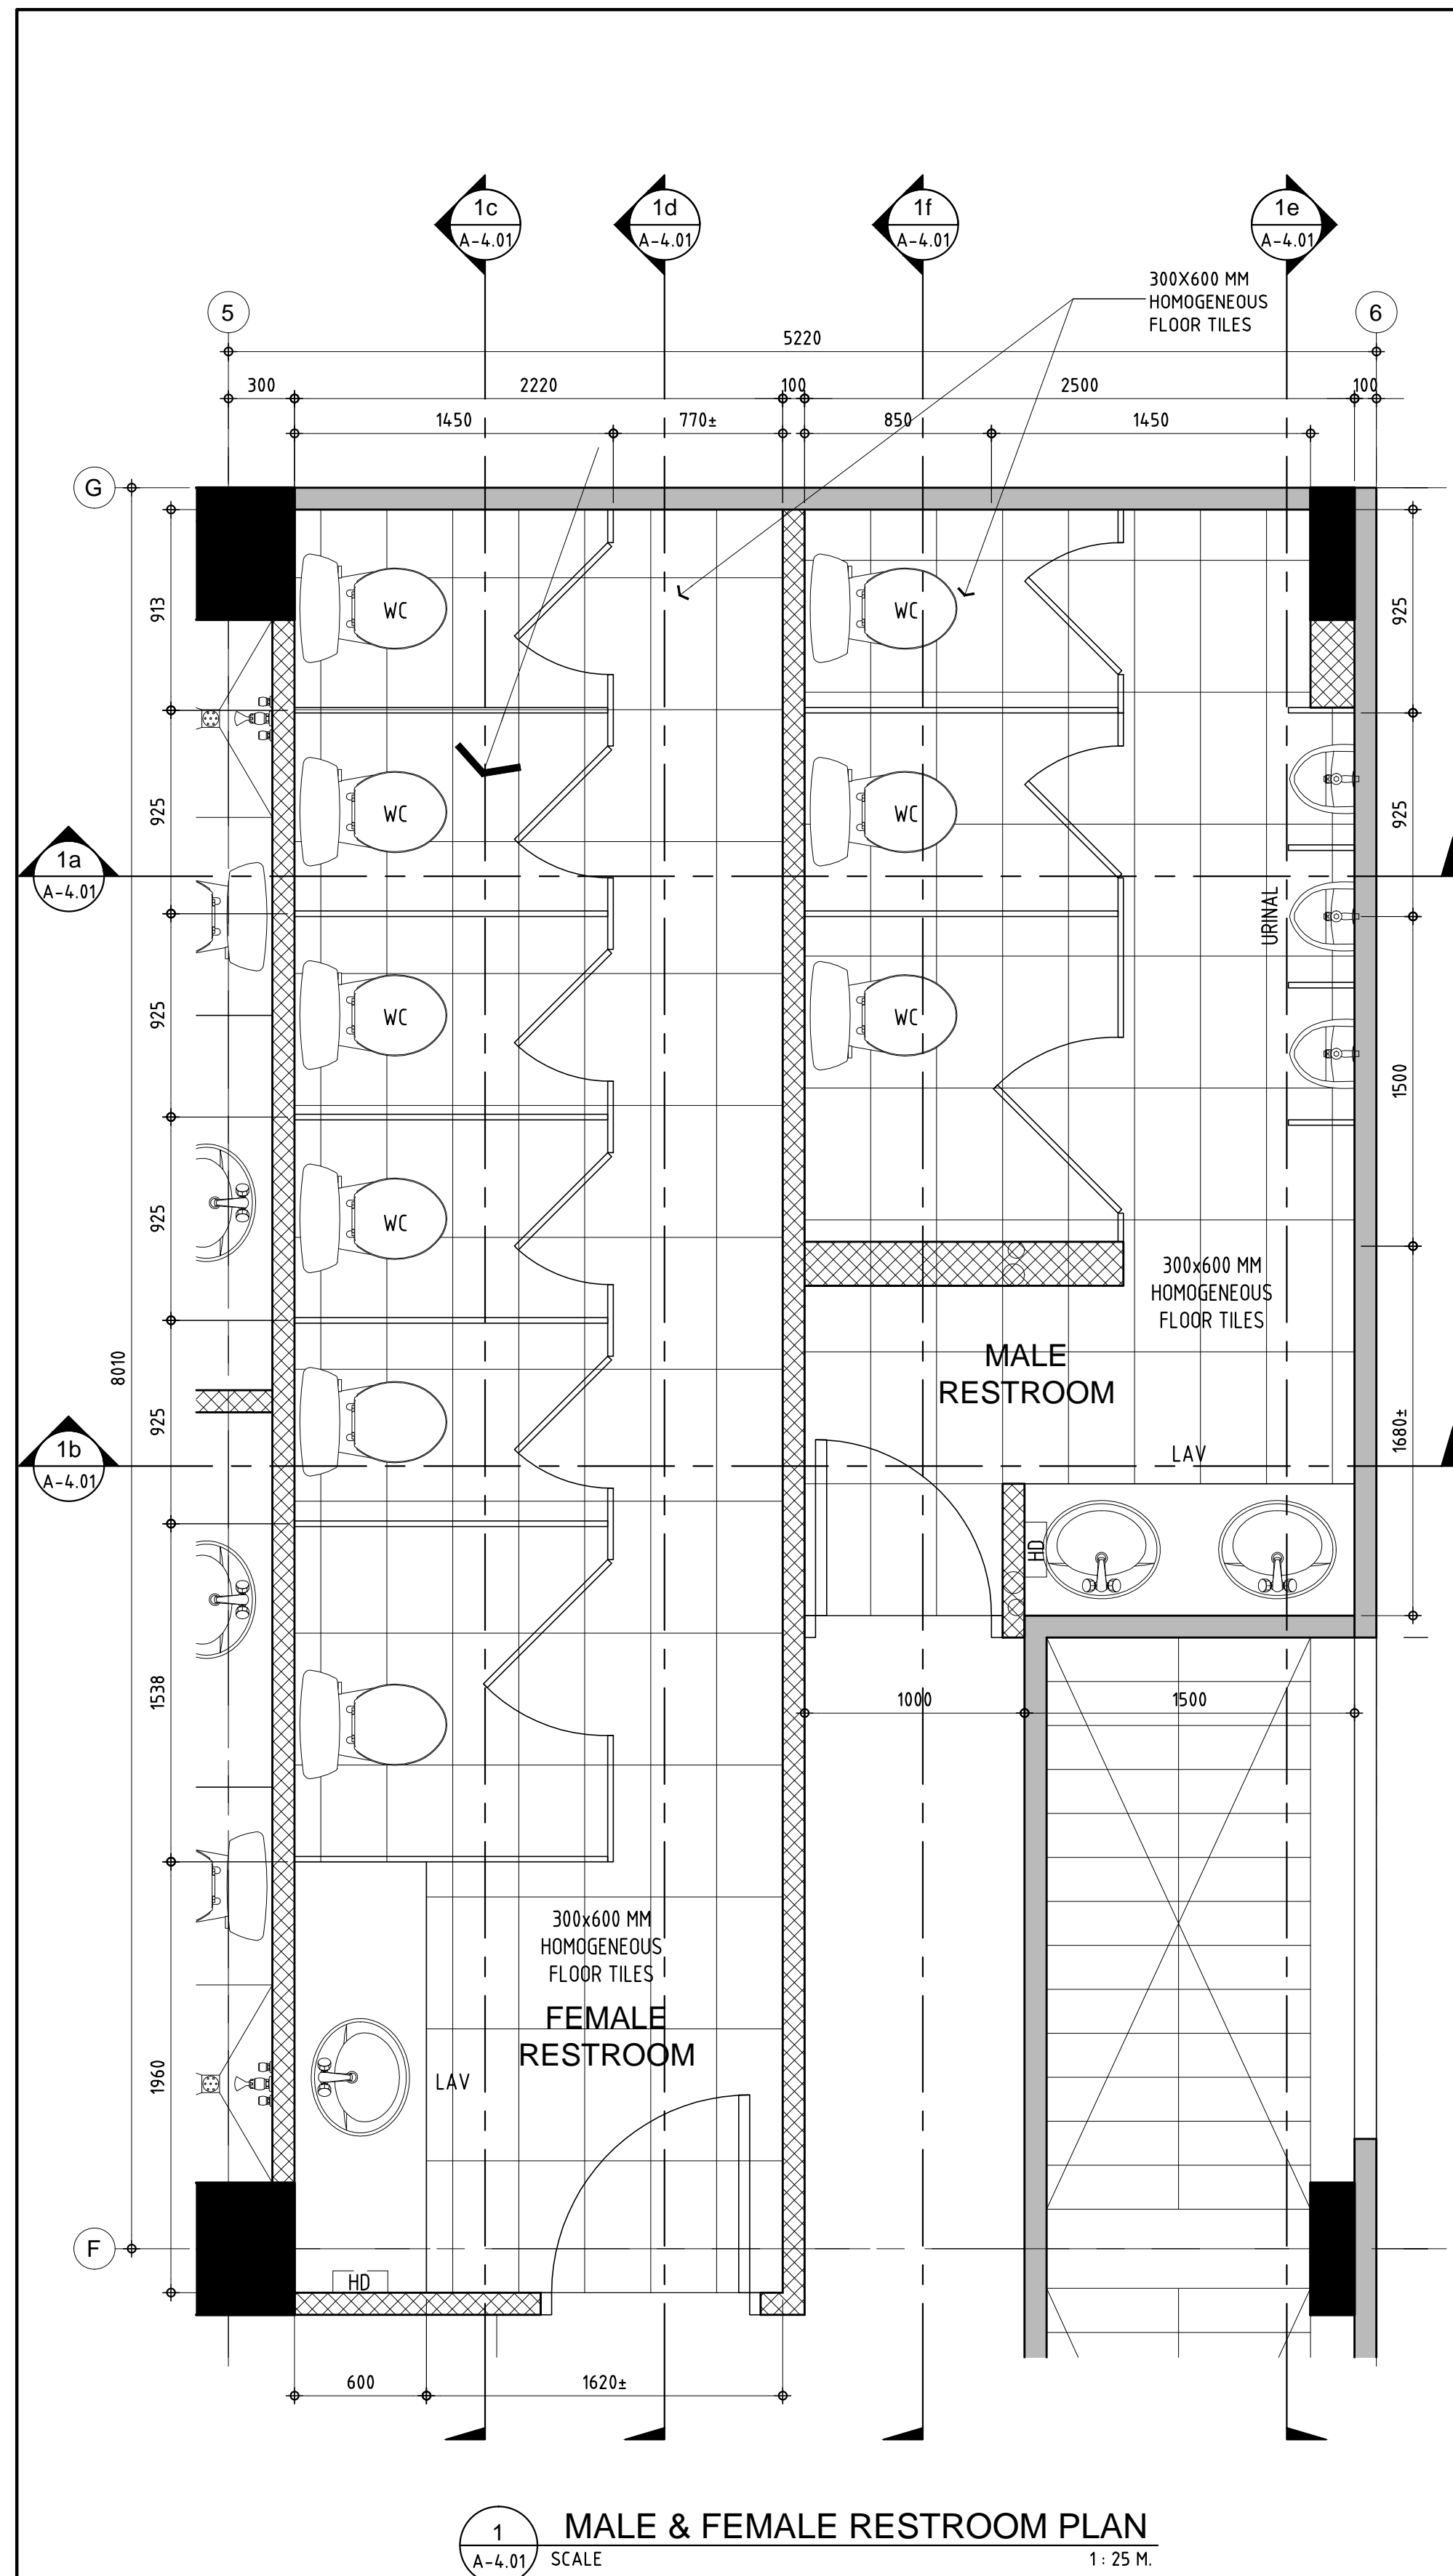 1c
A-4.01
1d
A-4.01
1f
A-4.01
1e
A-4.01
300X600 MM
HOMOGENEOUS
FLOOR TILES
5
6
5220
300
2220
100
2500
100
1450
770±
850
1450
G
WC
WC
913
925
WC
WC
925
925
1a
A-4.01
URINAL
WC
WC
925
1500
WC
925
300x600 MM
HOMOGENEOUS
FLOOR TILES
MALE
RESTROOM
8010
925
1680±
1b
A-4.01
LAV
HD
1538
1000
1500
300x600 MM
HOMOGENEOUS
FLOOR TILES
FEMALE
RESTROOM
1960
LAV
F
HD
600
1620±
1
A-4.01
MALE & FEMALE RESTROOM PLAN
SCALE
1 : 25 M.